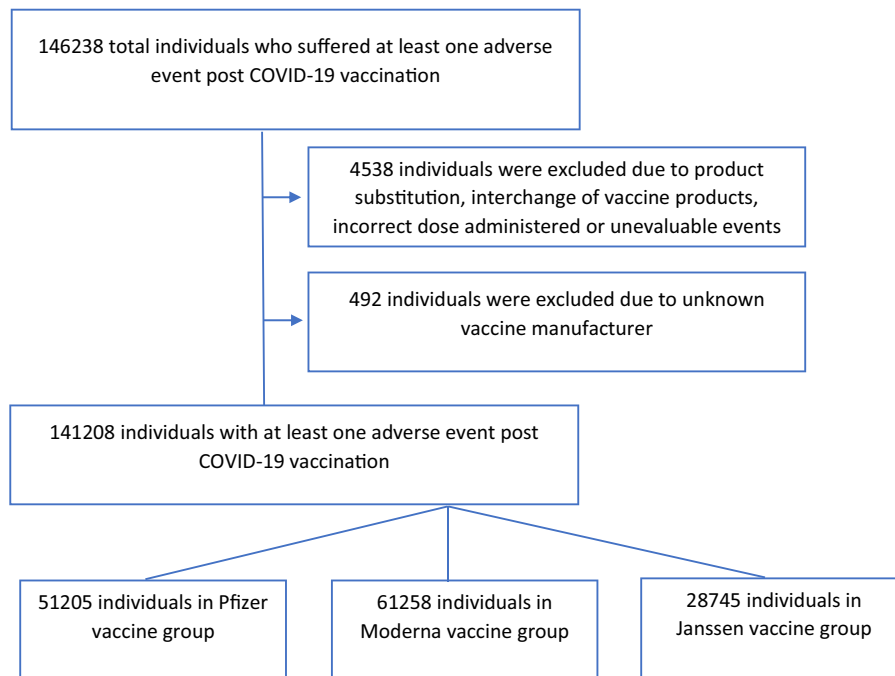 146238 total individuals who suffered at least one adverse
event post COVID-19 vaccination
4538 individuals were excluded due to product
substitution, interchange of vaccine products,
incorrect dose administered or unevaluable events
492 individuals were excluded due to unknown
vaccine manufacturer
141208 individuals with at least one adverse event post
COVID-19 vaccination
51205 individuals in Pfizer
vaccine group
61258 individuals in
Moderna vaccine group
28745 individuals in
Janssen vaccine group